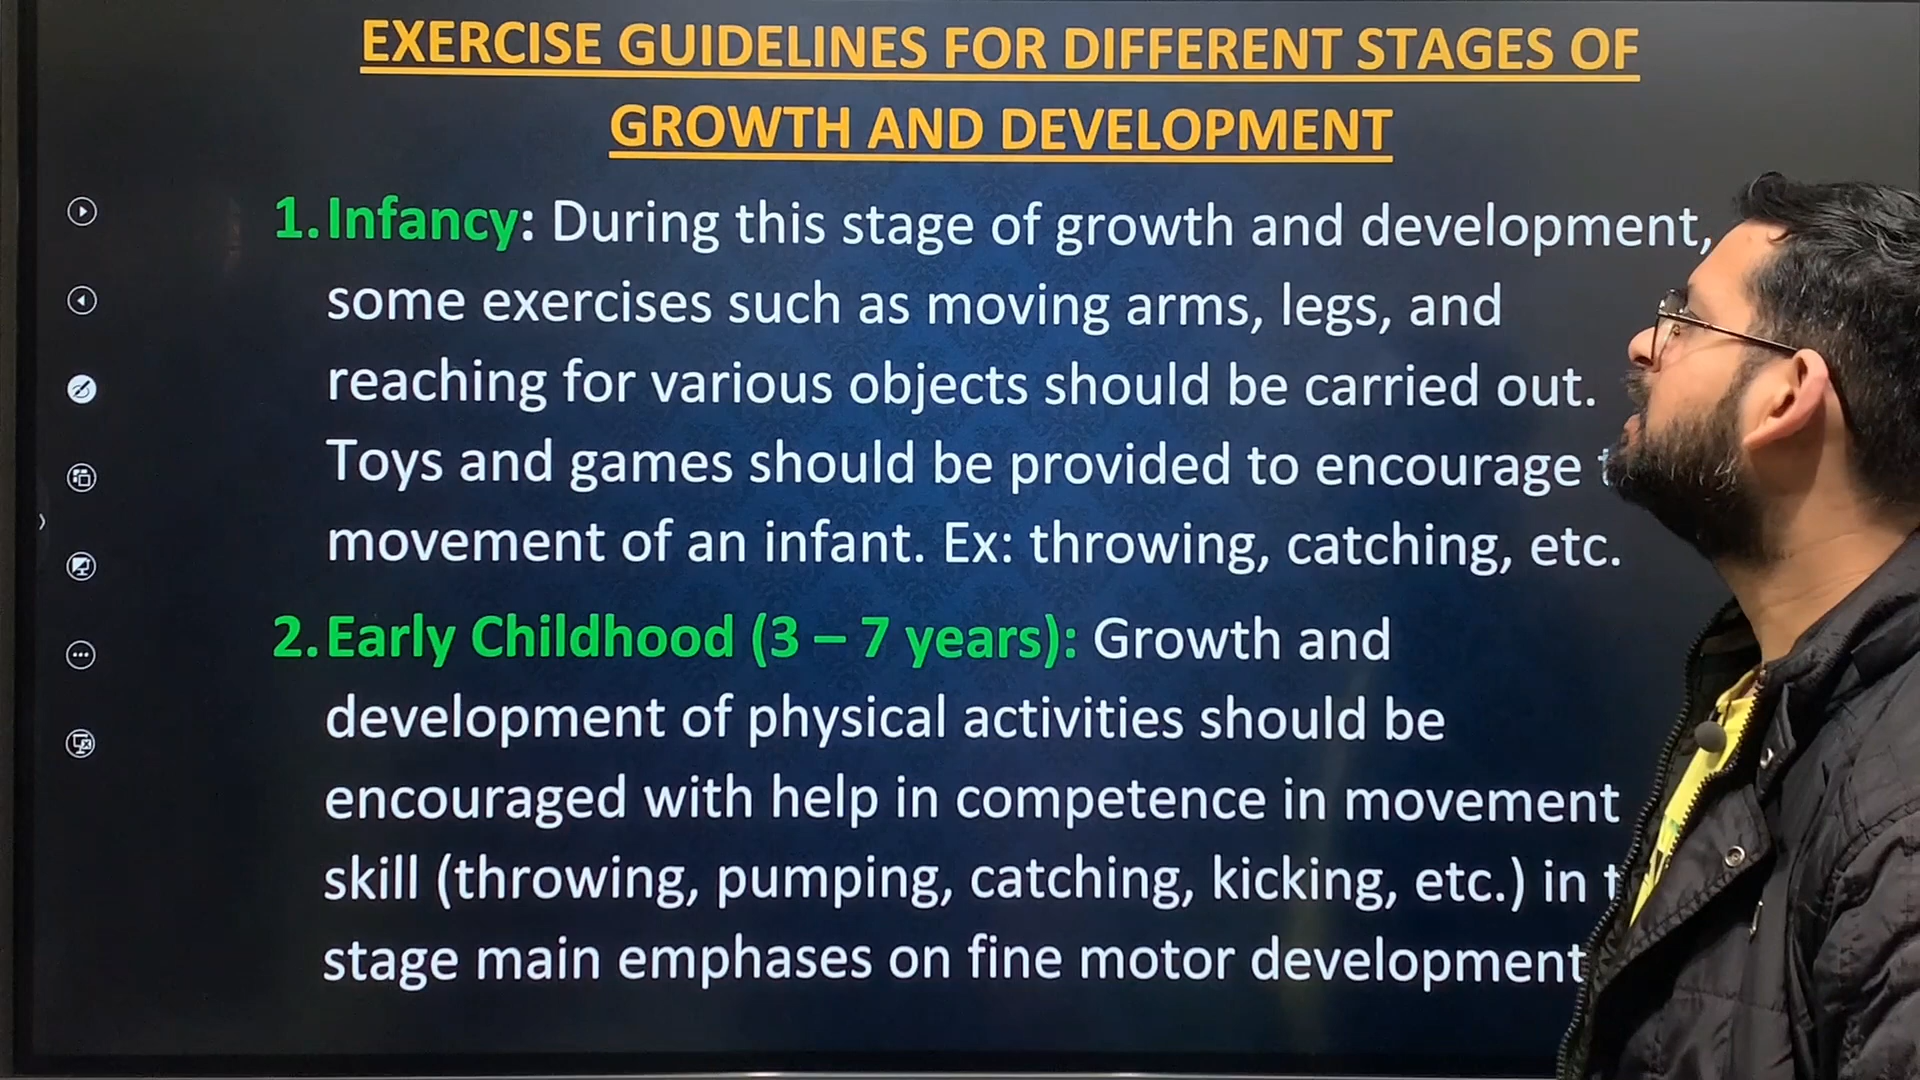 EXERCISE GUIDELINES FOR DIFFERENT STAGES OF
GROWTH AND DEVELOPMENT
1. Infancy: During this stage of growth and development,
some exercises such as moving arms, legs, and
reaching for various objects should be carried out.
Toys and games should be provided to encourage
movement of an infant. Ex: throwing, catching, etc.
2. Early Childhood (3 – 7 years): Growth and
development of physical activities should be
encouraged with help in competence in movement
skill (throwing, pumping, catching, kicking, etc.) in
stage main emphases on fine motor development